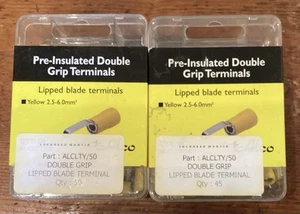 Pre-Insulated Double
Grip Terminals
Lipped blade terminals
Yellow 2.5-6.0mm²
Part : ALCLTY/50
DOUBLE GRIP
LIPPED BLADE TERMINAL
Qty :
Pre-Insulated Double
Grip Terminals
Lipped blade terminals
Yellow 2.5-6.0mm²
co
Part : ALCLTY/50
DOUBLE GRIP
LIPPED BLADE TERMINAL
Qty : 45